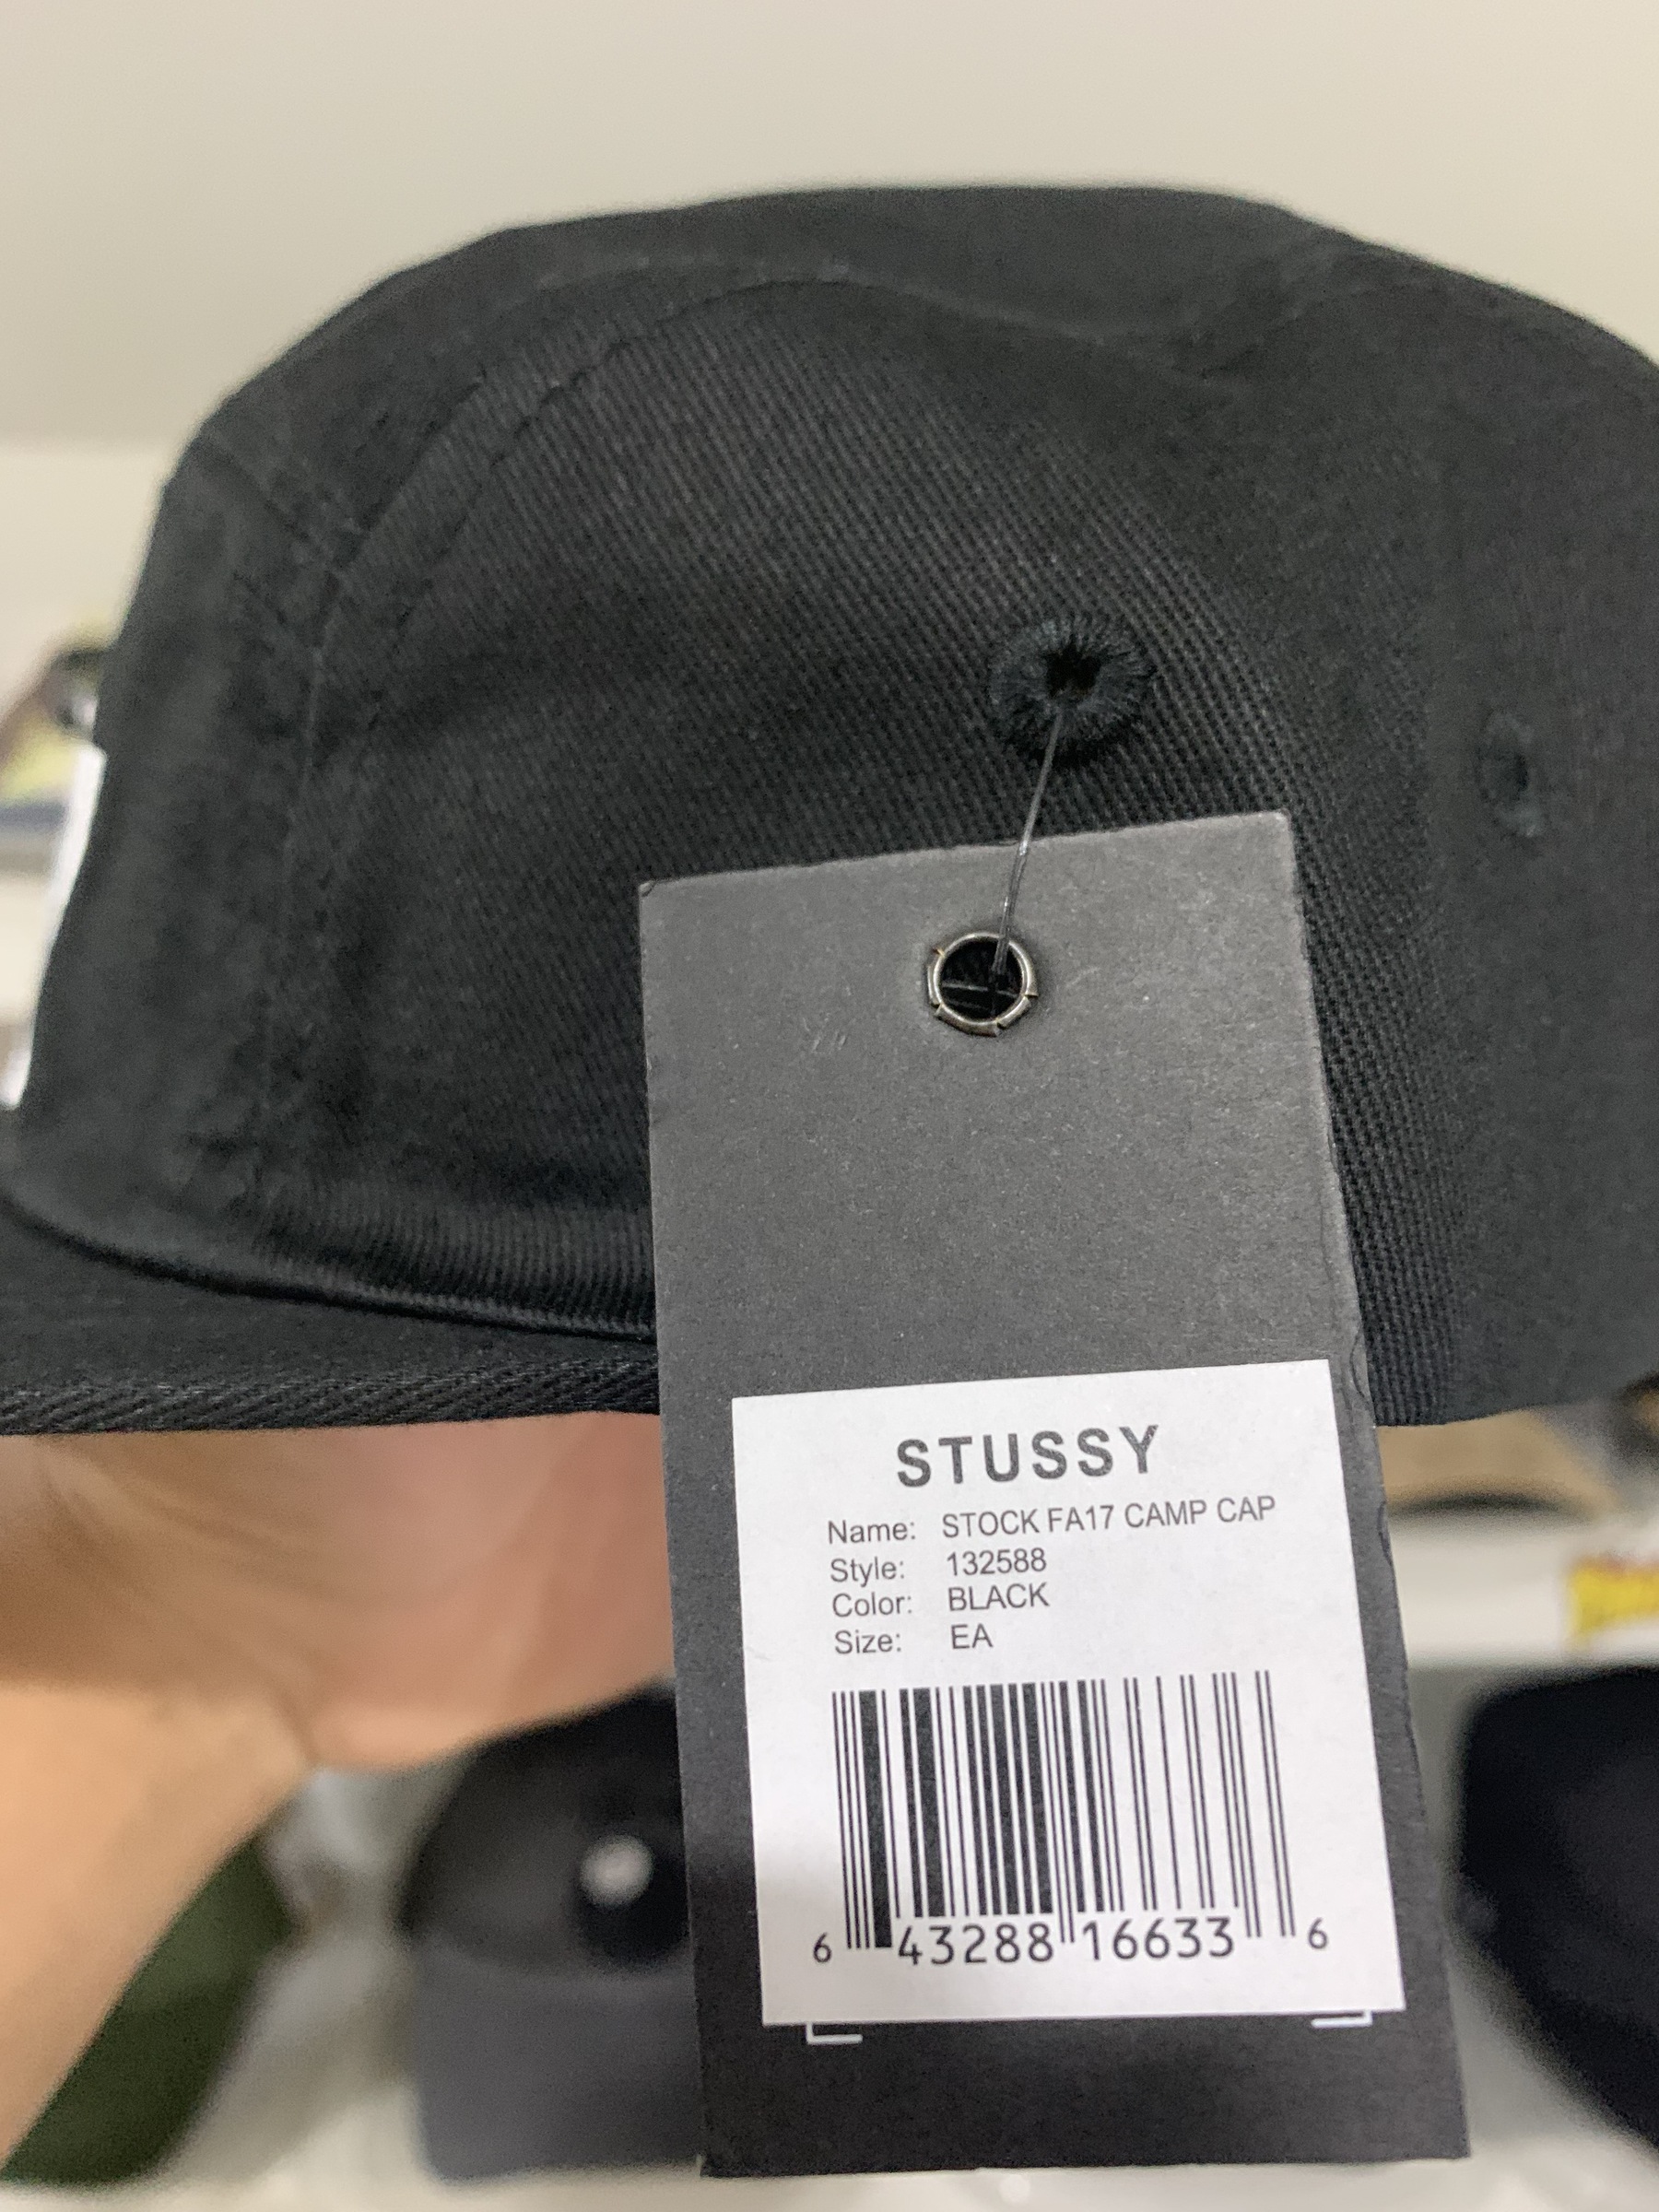 STUSSY
Name: STOCK FA17 CAMP CAP
Style: 132588
Color: BLACK
Size: EA
6 43288 16633 6